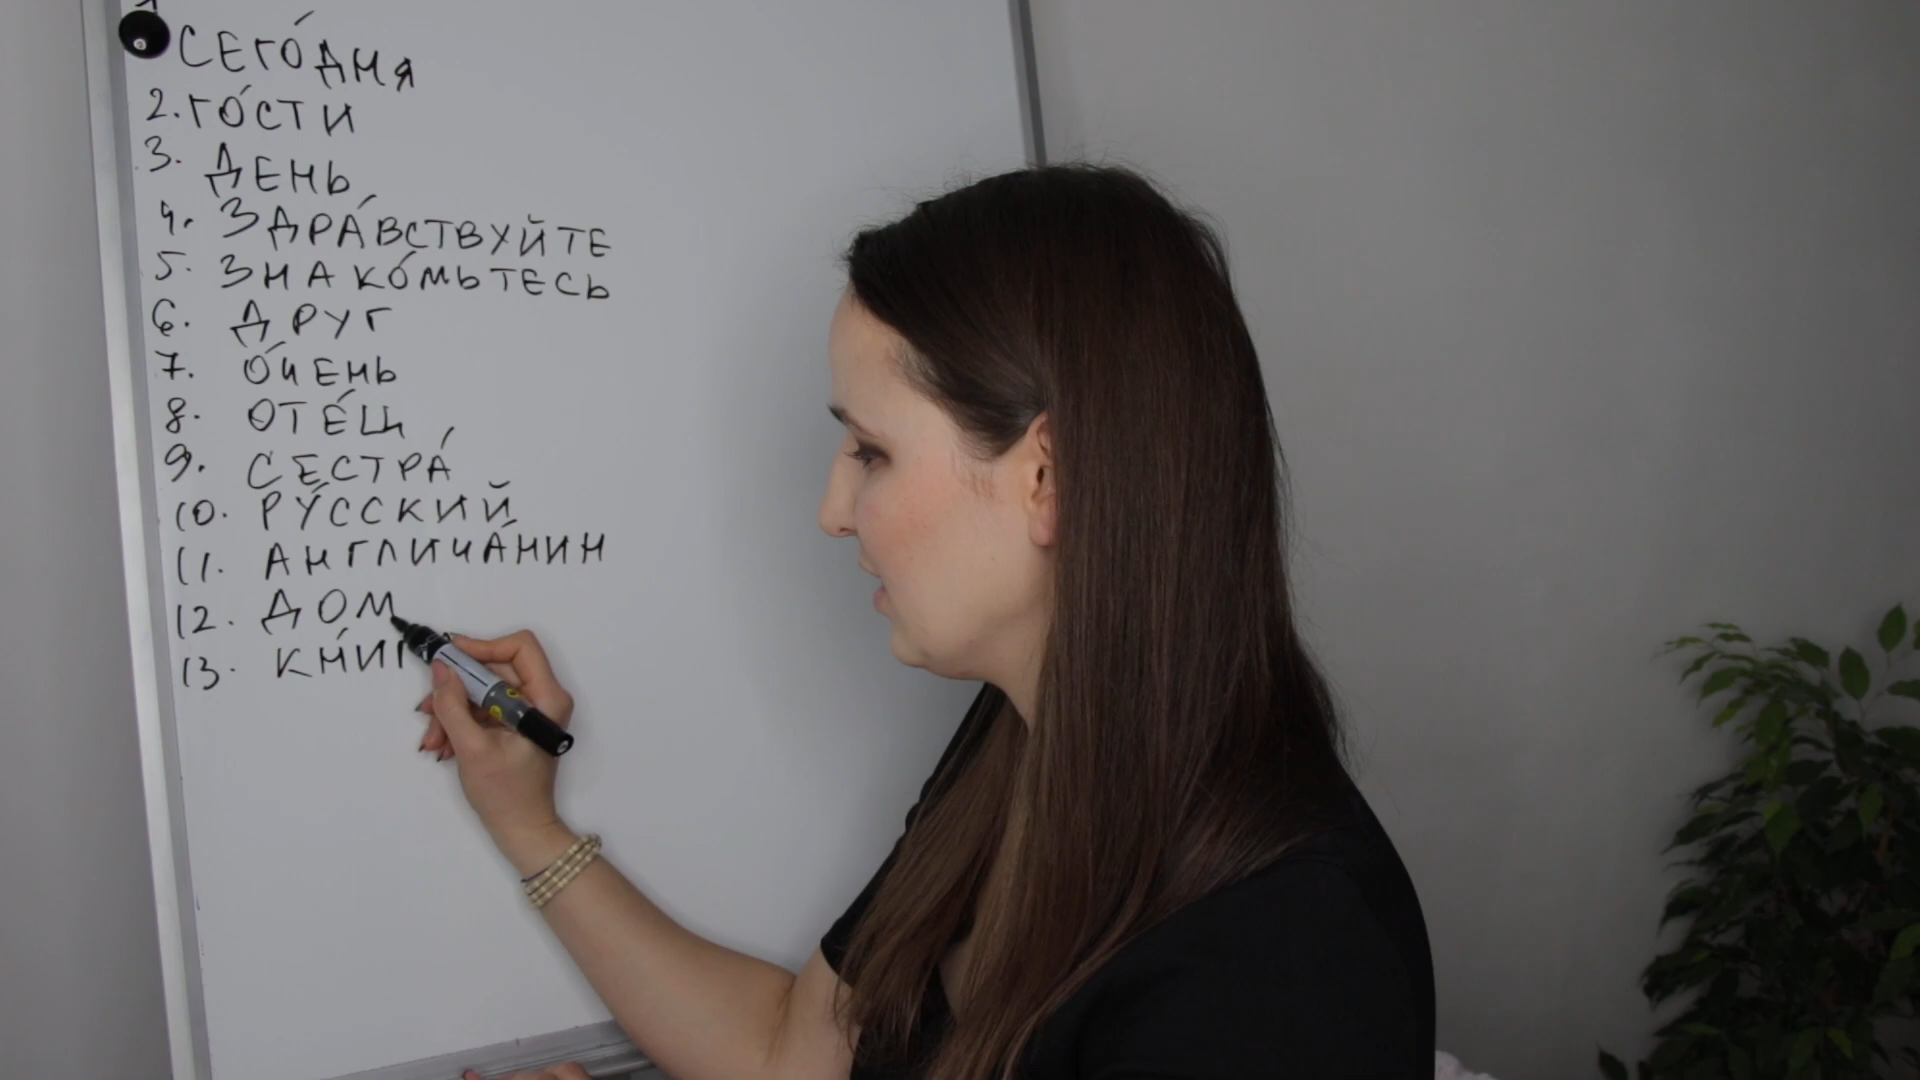 СЕГО́ДНЯ
2. ГО́СТИ
3. ДЕНЬ
4. ЗДРА́ВСТВУЙТЕ
5. ЗНАКО́МЬТЕСЬ
6. ДРУГ
7. О́ЧЕНЬ
8. ОТЕ́Ц
9. СЕСТРА́
10. РУ́ССКИЙ
11. АНГЛИЧА́НИН
12. ДОМ
13.